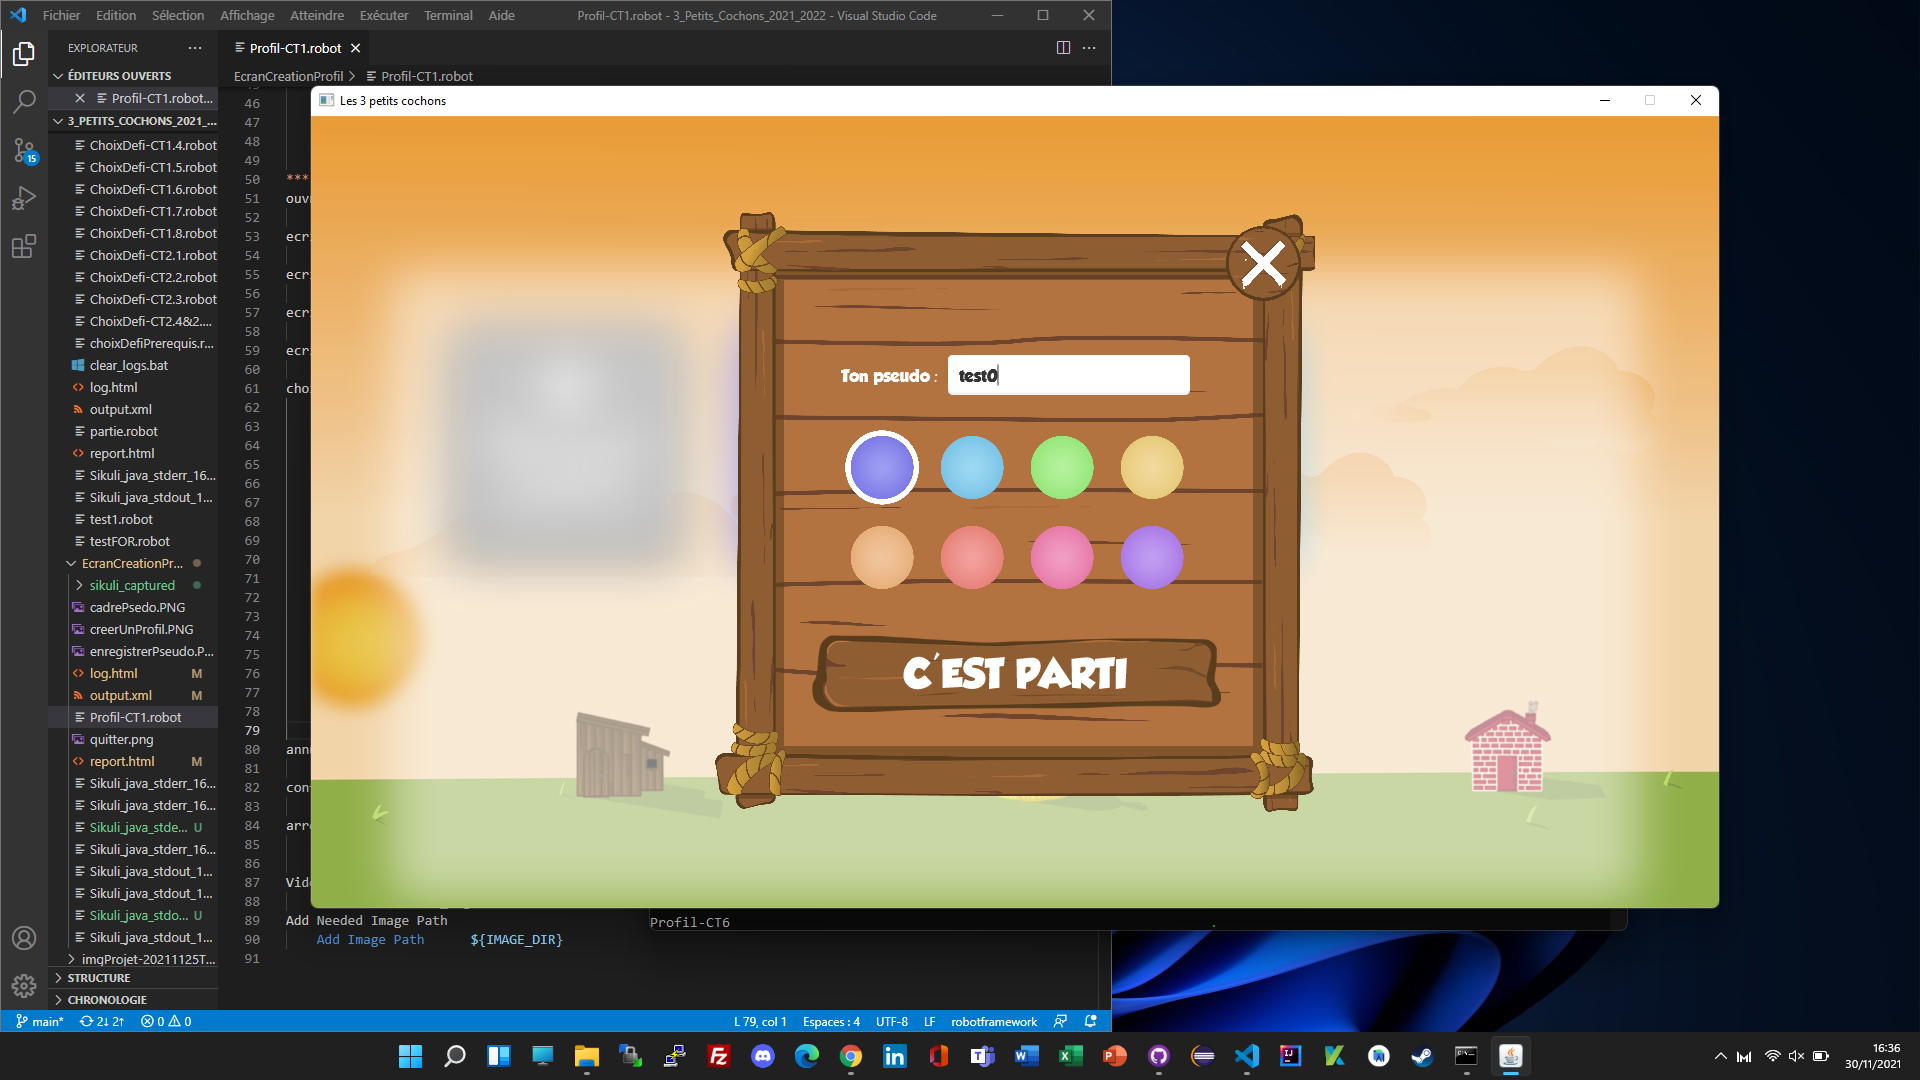 Fichier Edition Sélection Affichage Atteindre Exécuter Terminal Aide
Profil-CT1.robot - 3_Petits_Cochons_2021_2022 - Visual Studio Code
EXPLORATEUR
Profil-CT1.robot
ÉDITEURS OUVERTS
EcranCreationProfil > Profil-CT1.robot
Profil-CT1.robot...
3_PETITS_COCHONS_2021_...
ChoixDefi-CT1.4.robot
ChoixDefi-CT1.5.robot
ChoixDefi-CT1.6.robot
ChoixDefi-CT1.7.robot
ChoixDefi-CT1.8.robot
ChoixDefi-CT2.1.robot
ChoixDefi-CT2.2.robot
ChoixDefi-CT2.3.robot
ChoixDefi-CT2.4&2....
choixDefiPrerequis.r...
clear_logs.bat
log.html
output.xml
partie.robot
report.html
Sikuli_java_stderr_16...
Sikuli_java_stdout_1...
test1.robot
testFOR.robot
EcranCreationPr...
sikuli_captured
cadrePsedo.PNG
creerUnProfil.PNG
enregistrerPseudo.P...
log.html M
output.xml M
Profil-CT1.robot
quitter.png
report.html M
Sikuli_java_stderr_16...
Sikuli_java_stderr_16...
Sikuli_java_stde... U
Sikuli_java_stderr_16...
Sikuli_java_stdout_1...
Sikuli_java_stdout_1...
Sikuli_java_stdo... U
Sikuli_java_stdout_1...
imgProjet-20211125T...
STRUCTURE
CHRONOLOGIE
15
46
47
48
49
50 ***
51 ouv
52
53 ecr
54
55 ecr
56
57 ecr
58
59 ecr
60
61 cho
62
63
64
65
66
67
68
69
70
71
72
73
74
75
76
77
78
79
80 ann
81
82 con
83
84 arr
85
86
87 Vid
88
89 Add Needed Image Path
90 Add Image Path ${IMAGE_DIR}
91
Profil-CT6
Les 3 petits cochons
Ton pseudo : test0
C'EST PARTI
main* 2↓ 2↑ 0 0
L 79, col 1 Espaces : 4 UTF-8 LF robotframework
16:36
30/11/2021